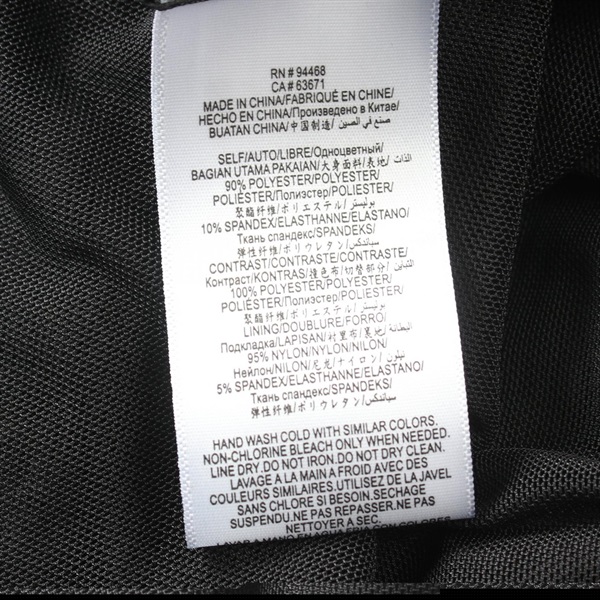 RN # 94468
CA # 63671
MADE IN CHINA/FABRIQUÉ EN CHINE/
HECHO EN CHINA/Произведено в Китае/
BUATAN CHINA/中国制造/صنع في الصين/
SELF/AUTO/LIBRE/Одноцветный/
BAGIAN UTAMA PAKAIAN/大身面料/表地/الذات/
90% POLYESTER/POLYESTER/
POLIÉSTER/Полиэстер/POLIESTER/
聚酯纤维/ポリエステル/بوليستر/
10% SPANDEX/ELASTHANNE/ELASTANO/
Ткань спандекс/SPANDEKS/
弹性纤维/ポリウレタン/سباندكس/
CONTRAST/CONTRASTE/CONTRASTE/
Контраст/KONTRAS/撞色布/切替部分/التباين/
100% POLYESTER/POLYESTER/
POLIÉSTER/Полиэстер/POLIESTER/
聚酯纤维/ポリエステル/بوليستر/
LINING/DOUBLURE/FORRO/
Подкладка/LAPISAN/衬里布/裏地/البطانة/
95% NYLON/NYLON/NILON/
Нейлон/NILON/尼龙/ナイロン/نيلون/
5% SPANDEX/ELASTHANNE/ELASTANO/
Ткань спандекс/SPANDEKS/
弹性纤维/ポリウレタン/سباندكس/
HAND WASH COLD WITH SIMILAR COLORS.
NON-CHLORINE BLEACH ONLY WHEN NEEDED.
LINE DRY.DO NOT IRON.DO NOT DRY CLEAN.
LAVAGE A LA MAIN A FROID AVEC DES
COULEURS SIMILAIRES.UTILISEZ DE LA JAVEL
SANS CHLORE SI BESOIN.SECHAGE
SUSPENDU.NE PAS REPASSER.NE PAS
NETTOYER A SEC.
LAVAR A MANO EN AGUA FRIA CON COLORES